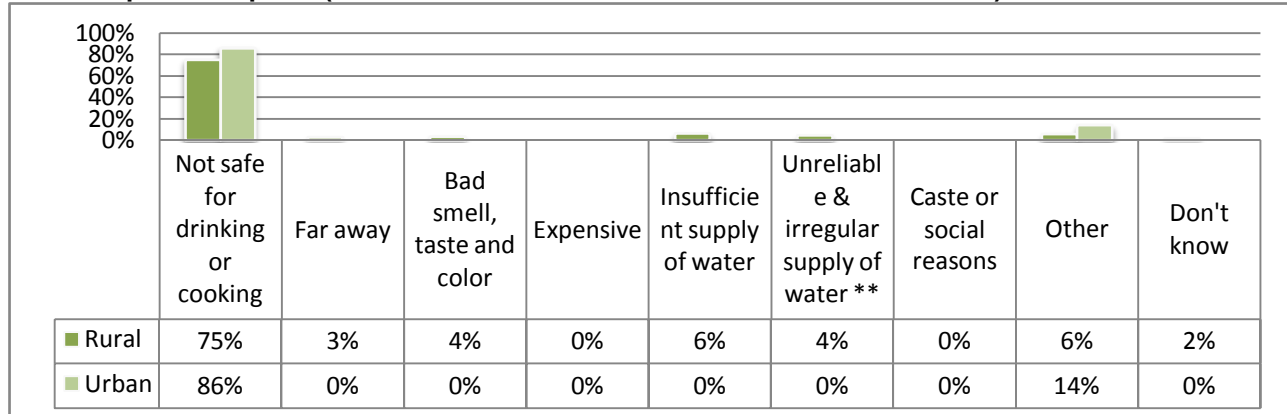 100%
80%
60%
40%
20%
0%
Not safe
for
drinking
or
cooking
Far away
Bad
smell,
taste and
color
Expensive
Insufficie
nt supply
of water
Unreliabl
e &
irregular
supply of
water **
Caste or
social
reasons
Other
Don't
know
Rural 75% 3% 4% 0% 6% 4% 0% 6% 2%
Urban 86% 0% 0% 0% 0% 0% 0% 14% 0%